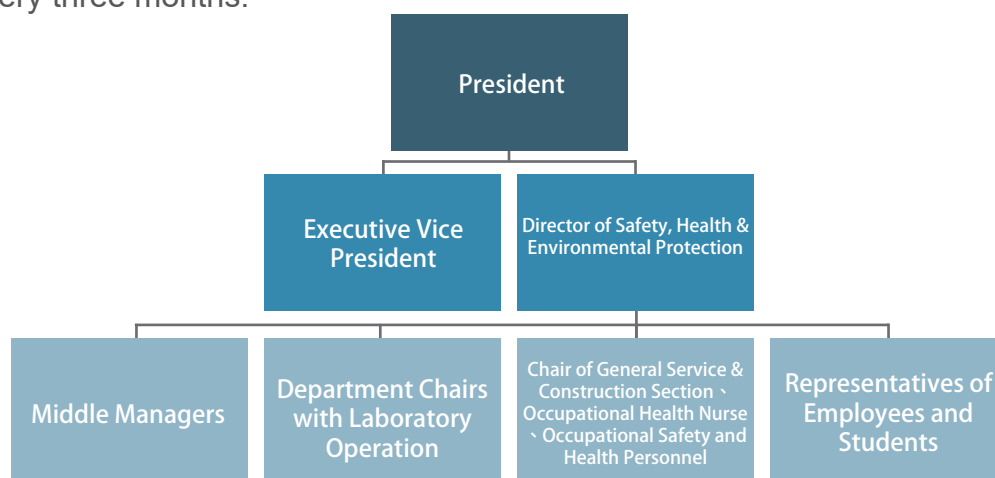 ery three months.
President
Executive Vice
President
Director of Safety, Health &
Environmental Protection
Middle Managers
Department Chairs
with Laboratory
Operation
Chair of General Service &
Construction Section、
Occupational Health Nurse
、Occupational Safety and
Health Personnel
Representatives of
Employees and
Students